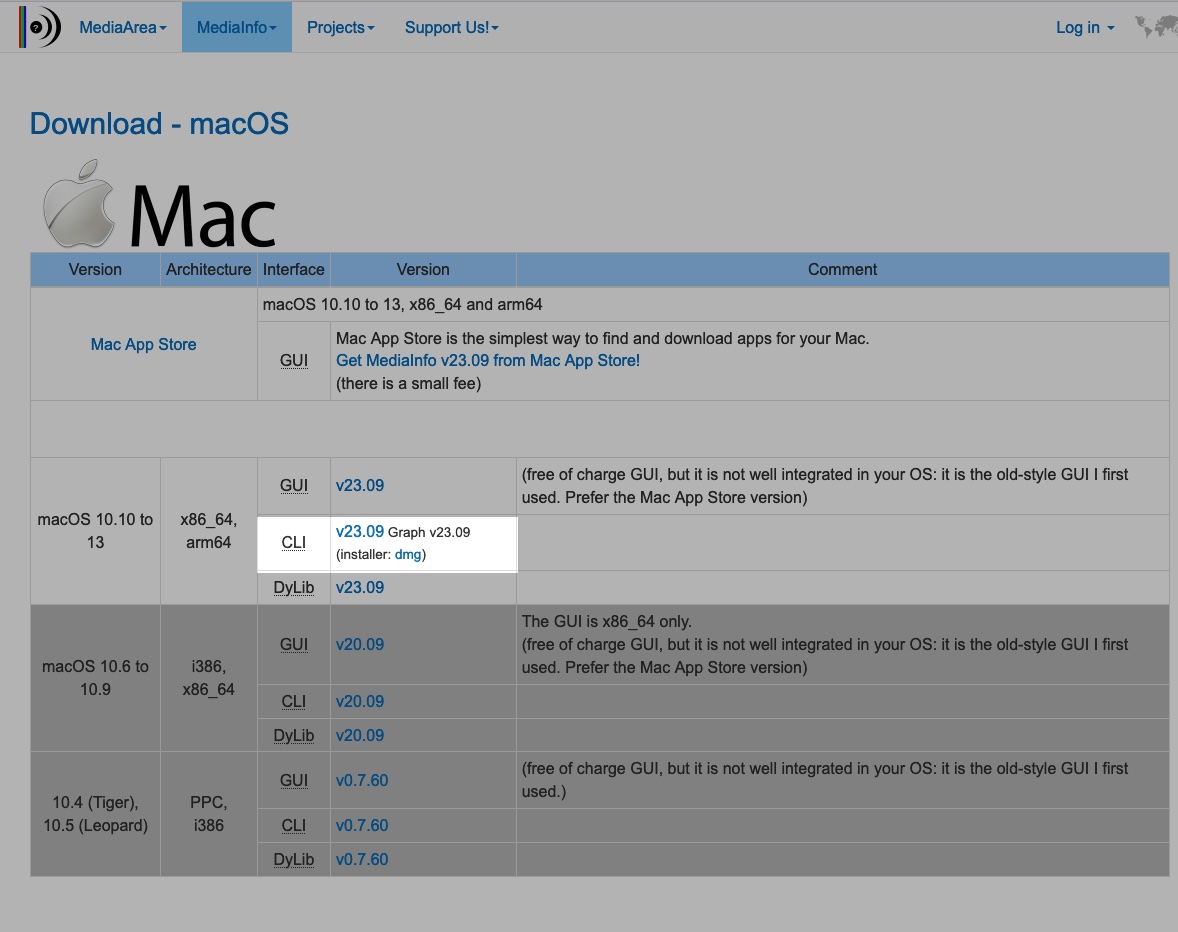 MediaArea MediaInfo Projects Support Us! Log in
Download - macOS
Mac
Version Architecture Interface Version Comment
Mac App Store
macOS 10.10 to 13, x86_64 and arm64
GUI
Mac App Store is the simplest way to find and download apps for your Mac.
Get MediaInfo v23.09 from Mac App Store!
(there is a small fee)
macOS 10.10 to
13
x86_64,
arm64
GUI
v23.09
(free of charge GUI, but it is not well integrated in your OS: it is the old-style GUI I first
used. Prefer the Mac App Store version)
CLI
v23.09 Graph v23.09
(installer: dmg)
DyLib
v23.09
macOS 10.6 to
10.9
i386,
x86_64
GUI
v20.09
The GUI is x86_64 only.
(free of charge GUI, but it is not well integrated in your OS: it is the old-style GUI I first
used. Prefer the Mac App Store version)
CLI
v20.09
DyLib
v20.09
10.4 (Tiger),
10.5 (Leopard)
PPC,
i386
GUI
v0.7.60
(free of charge GUI, but it is not well integrated in your OS: it is the old-style GUI I first
used.)
CLI
v0.7.60
DyLib
v0.7.60